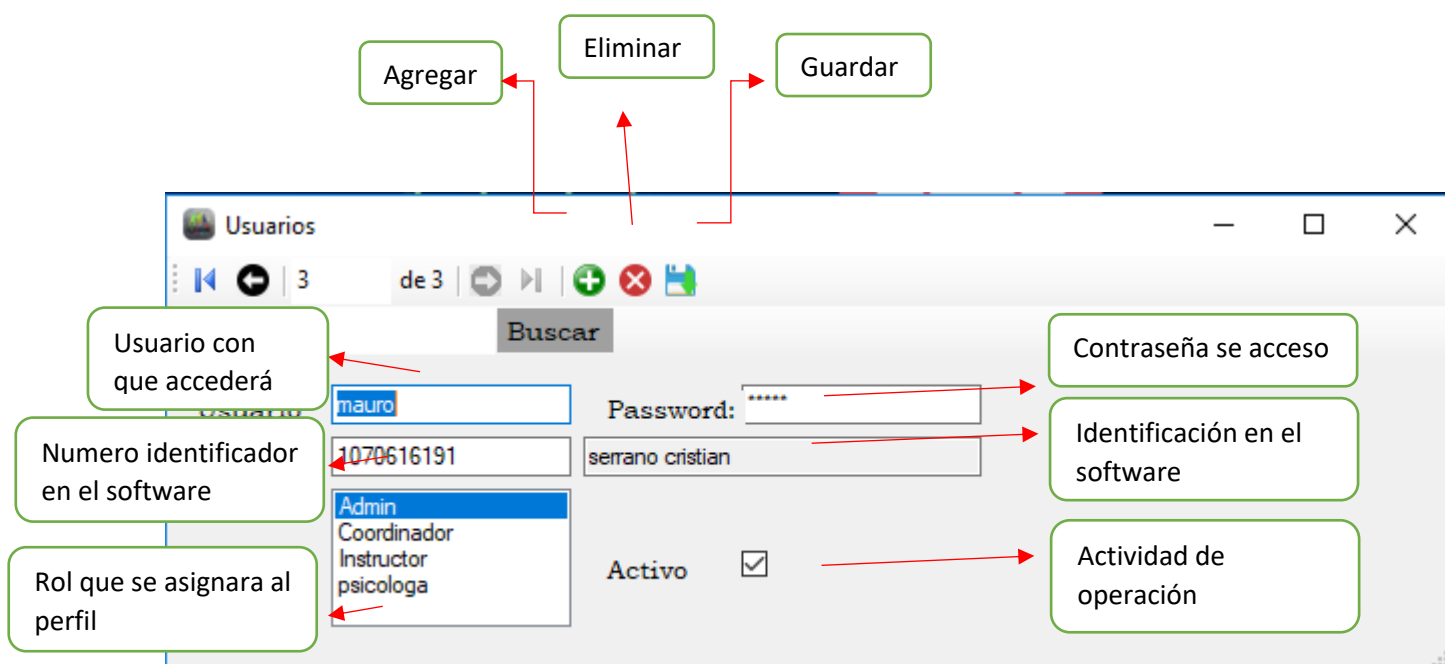 Agregar
Eliminar
Guardar
Usuarios
3 de 3
Buscar
Usuario con
que accederá
Contraseña se acceso
Usuario
mauro
Password:
*****
Numero identificador
en el software
1070616191
serrano cristian
Identificación en el
software
Admin
Coordinador
Instructor
psicologa
Rol que se asignara al
perfil
Activo
Actividad de
operación